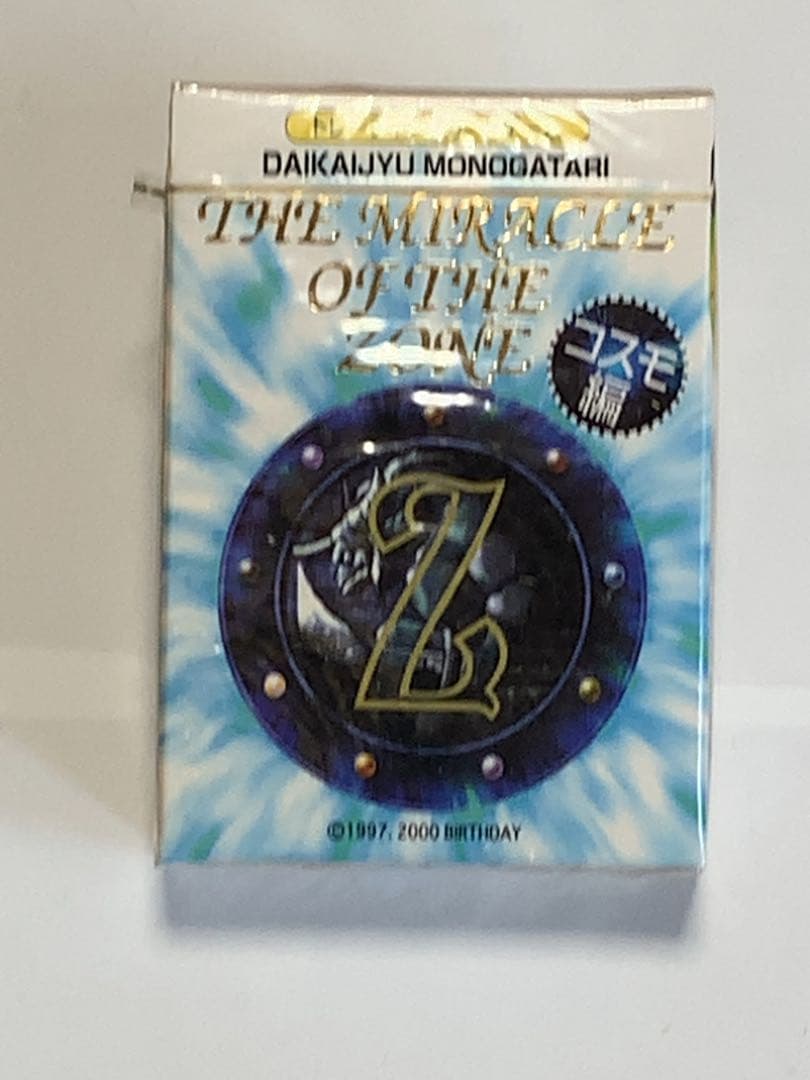 DAIKAIJYU MONOGATARI
THE MIRACLE
OF THE
ZONE
コスモ
編
Z
©1997, 2000 BIRTHDAY